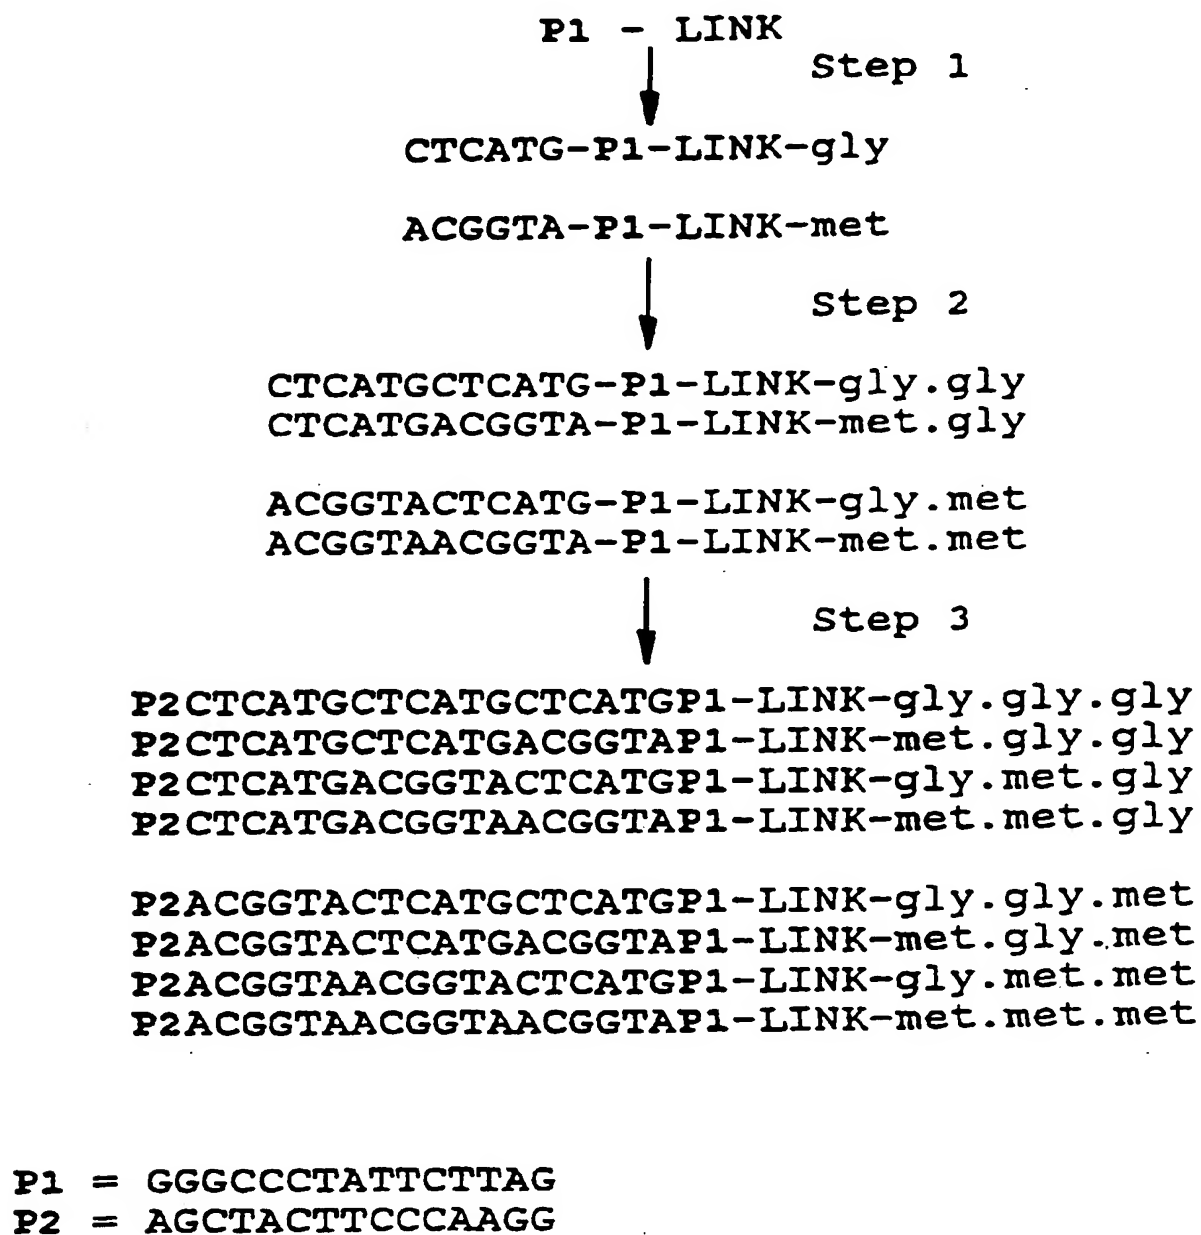 P1 - LINK
Step 1
CTCATG-P1-LINK-gly
ACGGTA-P1-LINK-met
Step 2
CTCATGCTCATG-P1-LINK-gly.gly
CTCATGACGGTA-P1-LINK-met.gly
ACGGTACTCATG-P1-LINK-gly.met
ACGGTAACGGTA-P1-LINK-met.met
Step 3
P2CTCATGCTCATGCTCATGP1-LINK-gly.gly.gly
P2CTCATGCTCATGACGGTAP1-LINK-met.gly.gly
P2CTCATGACGGTACTCATGP1-LINK-gly.met.gly
P2CTCATGACGGTAACGGTAP1-LINK-met.met.gly
P2ACGGTACTCATGCTCATGP1-LINK-gly.gly.met
P2ACGGTACTCATGACGGTAP1-LINK-met.gly.met
P2ACGGTAACGGTACTCATGP1-LINK-gly.met.met
P2ACGGTAACGGTAACGGTAP1-LINK-met.met.met
P1 = GGGCCCTATTCTTAG
P2 = AGCTACTTCCCAAGG